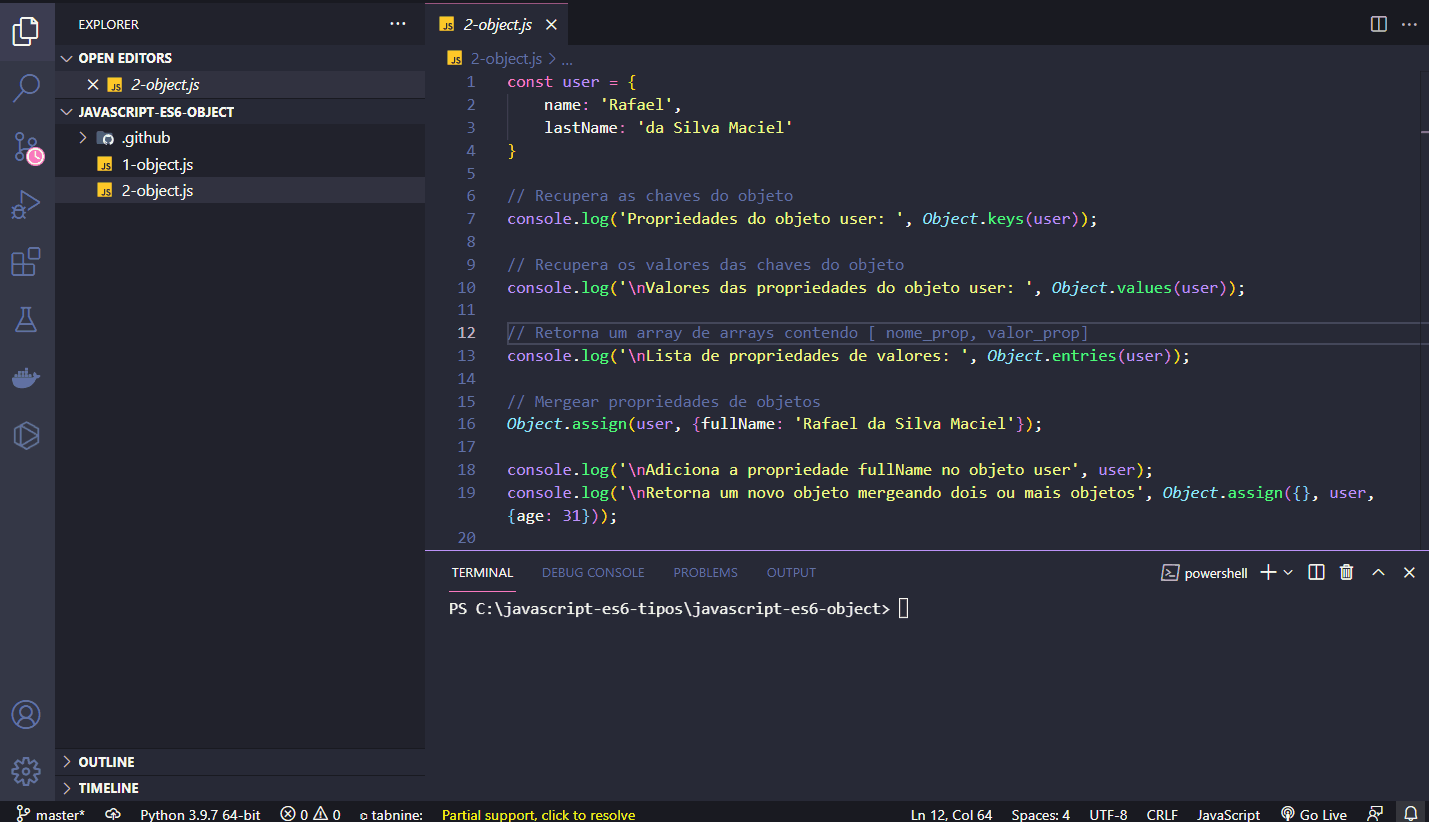 EXPLORER
OPEN EDITORS
2-object.js
JAVASCRIPT-ES6-OBJECT
.github
1-object.js
2-object.js
OUTLINE
TIMELINE
2-object.js
2-object.js > ...
1 const user = {
2 name: 'Rafael',
3 lastName: 'da Silva Maciel'
4 }
5
6 // Recupera as chaves do objeto
7 console.log('Propriedades do objeto user: ', Object.keys(user));
8
9 // Recupera os valores das chaves do objeto
10 console.log('\nValores das propriedades do objeto user: ', Object.values(user));
11
12 // Retorna um array de arrays contendo [ nome_prop, valor_prop]
13 console.log('\nLista de propriedades de valores: ', Object.entries(user));
14
15 // Mergear propriedades de objetos
16 Object.assign(user, {fullName: 'Rafael da Silva Maciel'});
17
18 console.log('\nAdiciona a propriedade fullName no objeto user', user);
19 console.log('\nRetorna um novo objeto mergeando dois ou mais objetos', Object.assign({}, user,
{age: 31}));
20
TERMINAL DEBUG CONSOLE PROBLEMS OUTPUT powershell
PS C:\javascript-es6-tipos\javascript-es6-object>
master* Python 3.9.7 64-bit 0 0 tabnine: Partial support, click to resolve Ln 12, Col 64 Spaces: 4 UTF-8 CRLF JavaScript Go Live